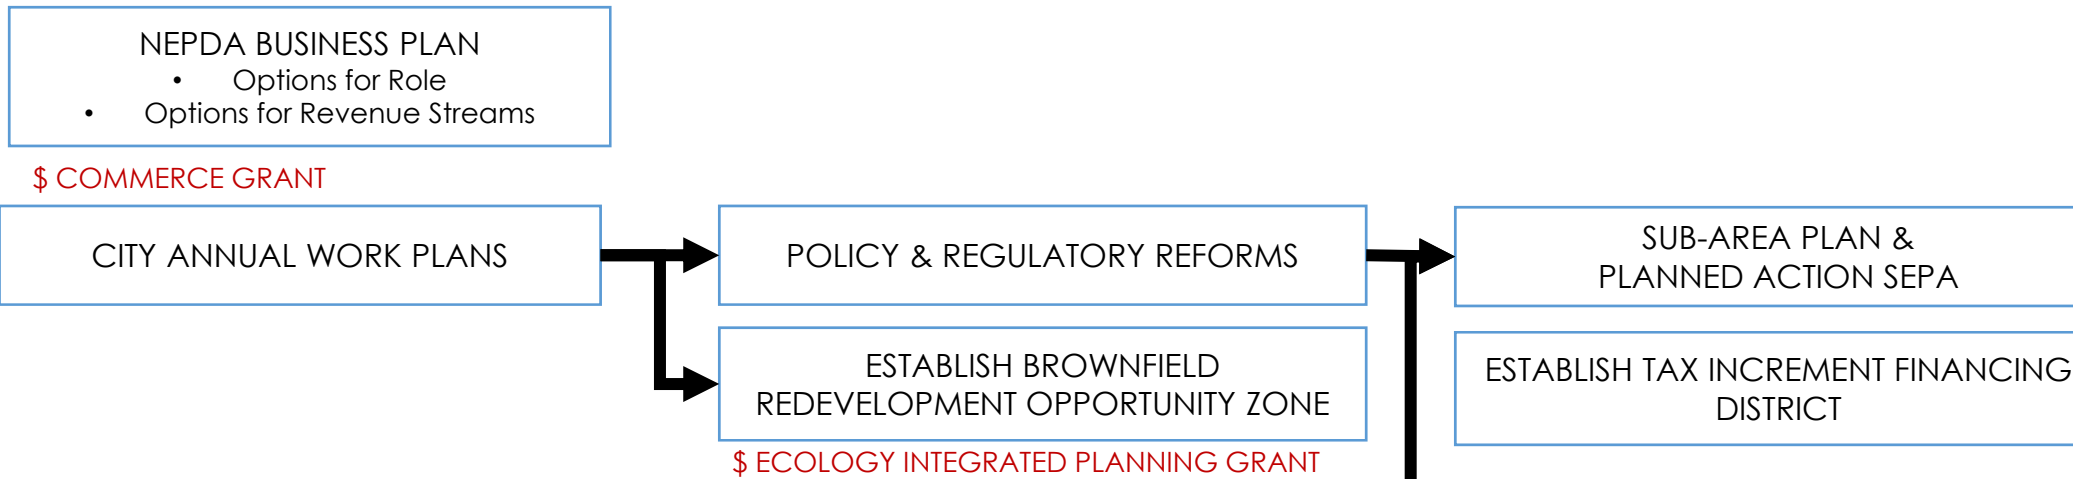 NEPDA BUSINESS PLAN
• Options for Role
• Options for Revenue Streams
$ COMMERCE GRANT
CITY ANNUAL WORK PLANS
POLICY & REGULATORY REFORMS
SUB-AREA PLAN &
PLANNED ACTION SEPA
ESTABLISH BROWNFIELD
REDEVELOPMENT OPPORTUNITY ZONE
ESTABLISH TAX INCREMENT FINANCING
DISTRICT
$ ECOLOGY INTEGRATED PLANNING GRANT